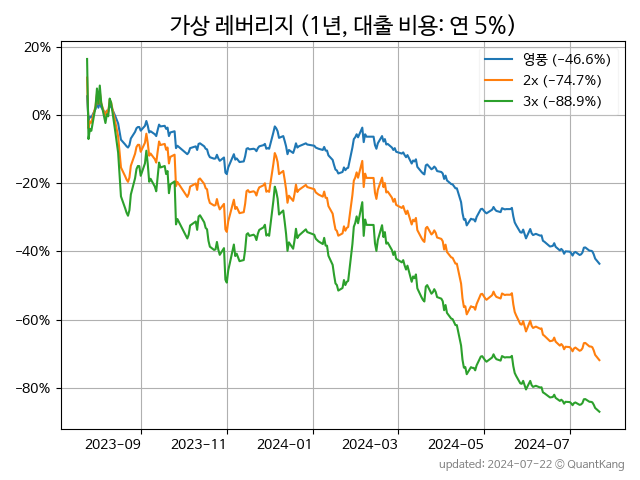 가상 레버리지 (1년, 대출 비용: 연 5%)
영풍 (−46.6%)
2x (−74.7%)
3x (−88.9%)
20%
0%
−20%
−40%
−60%
−80%
2023−09 2023−11 2024−01 2024−03 2024−05 2024−07
updated: 2024-07-22 © QuantKang